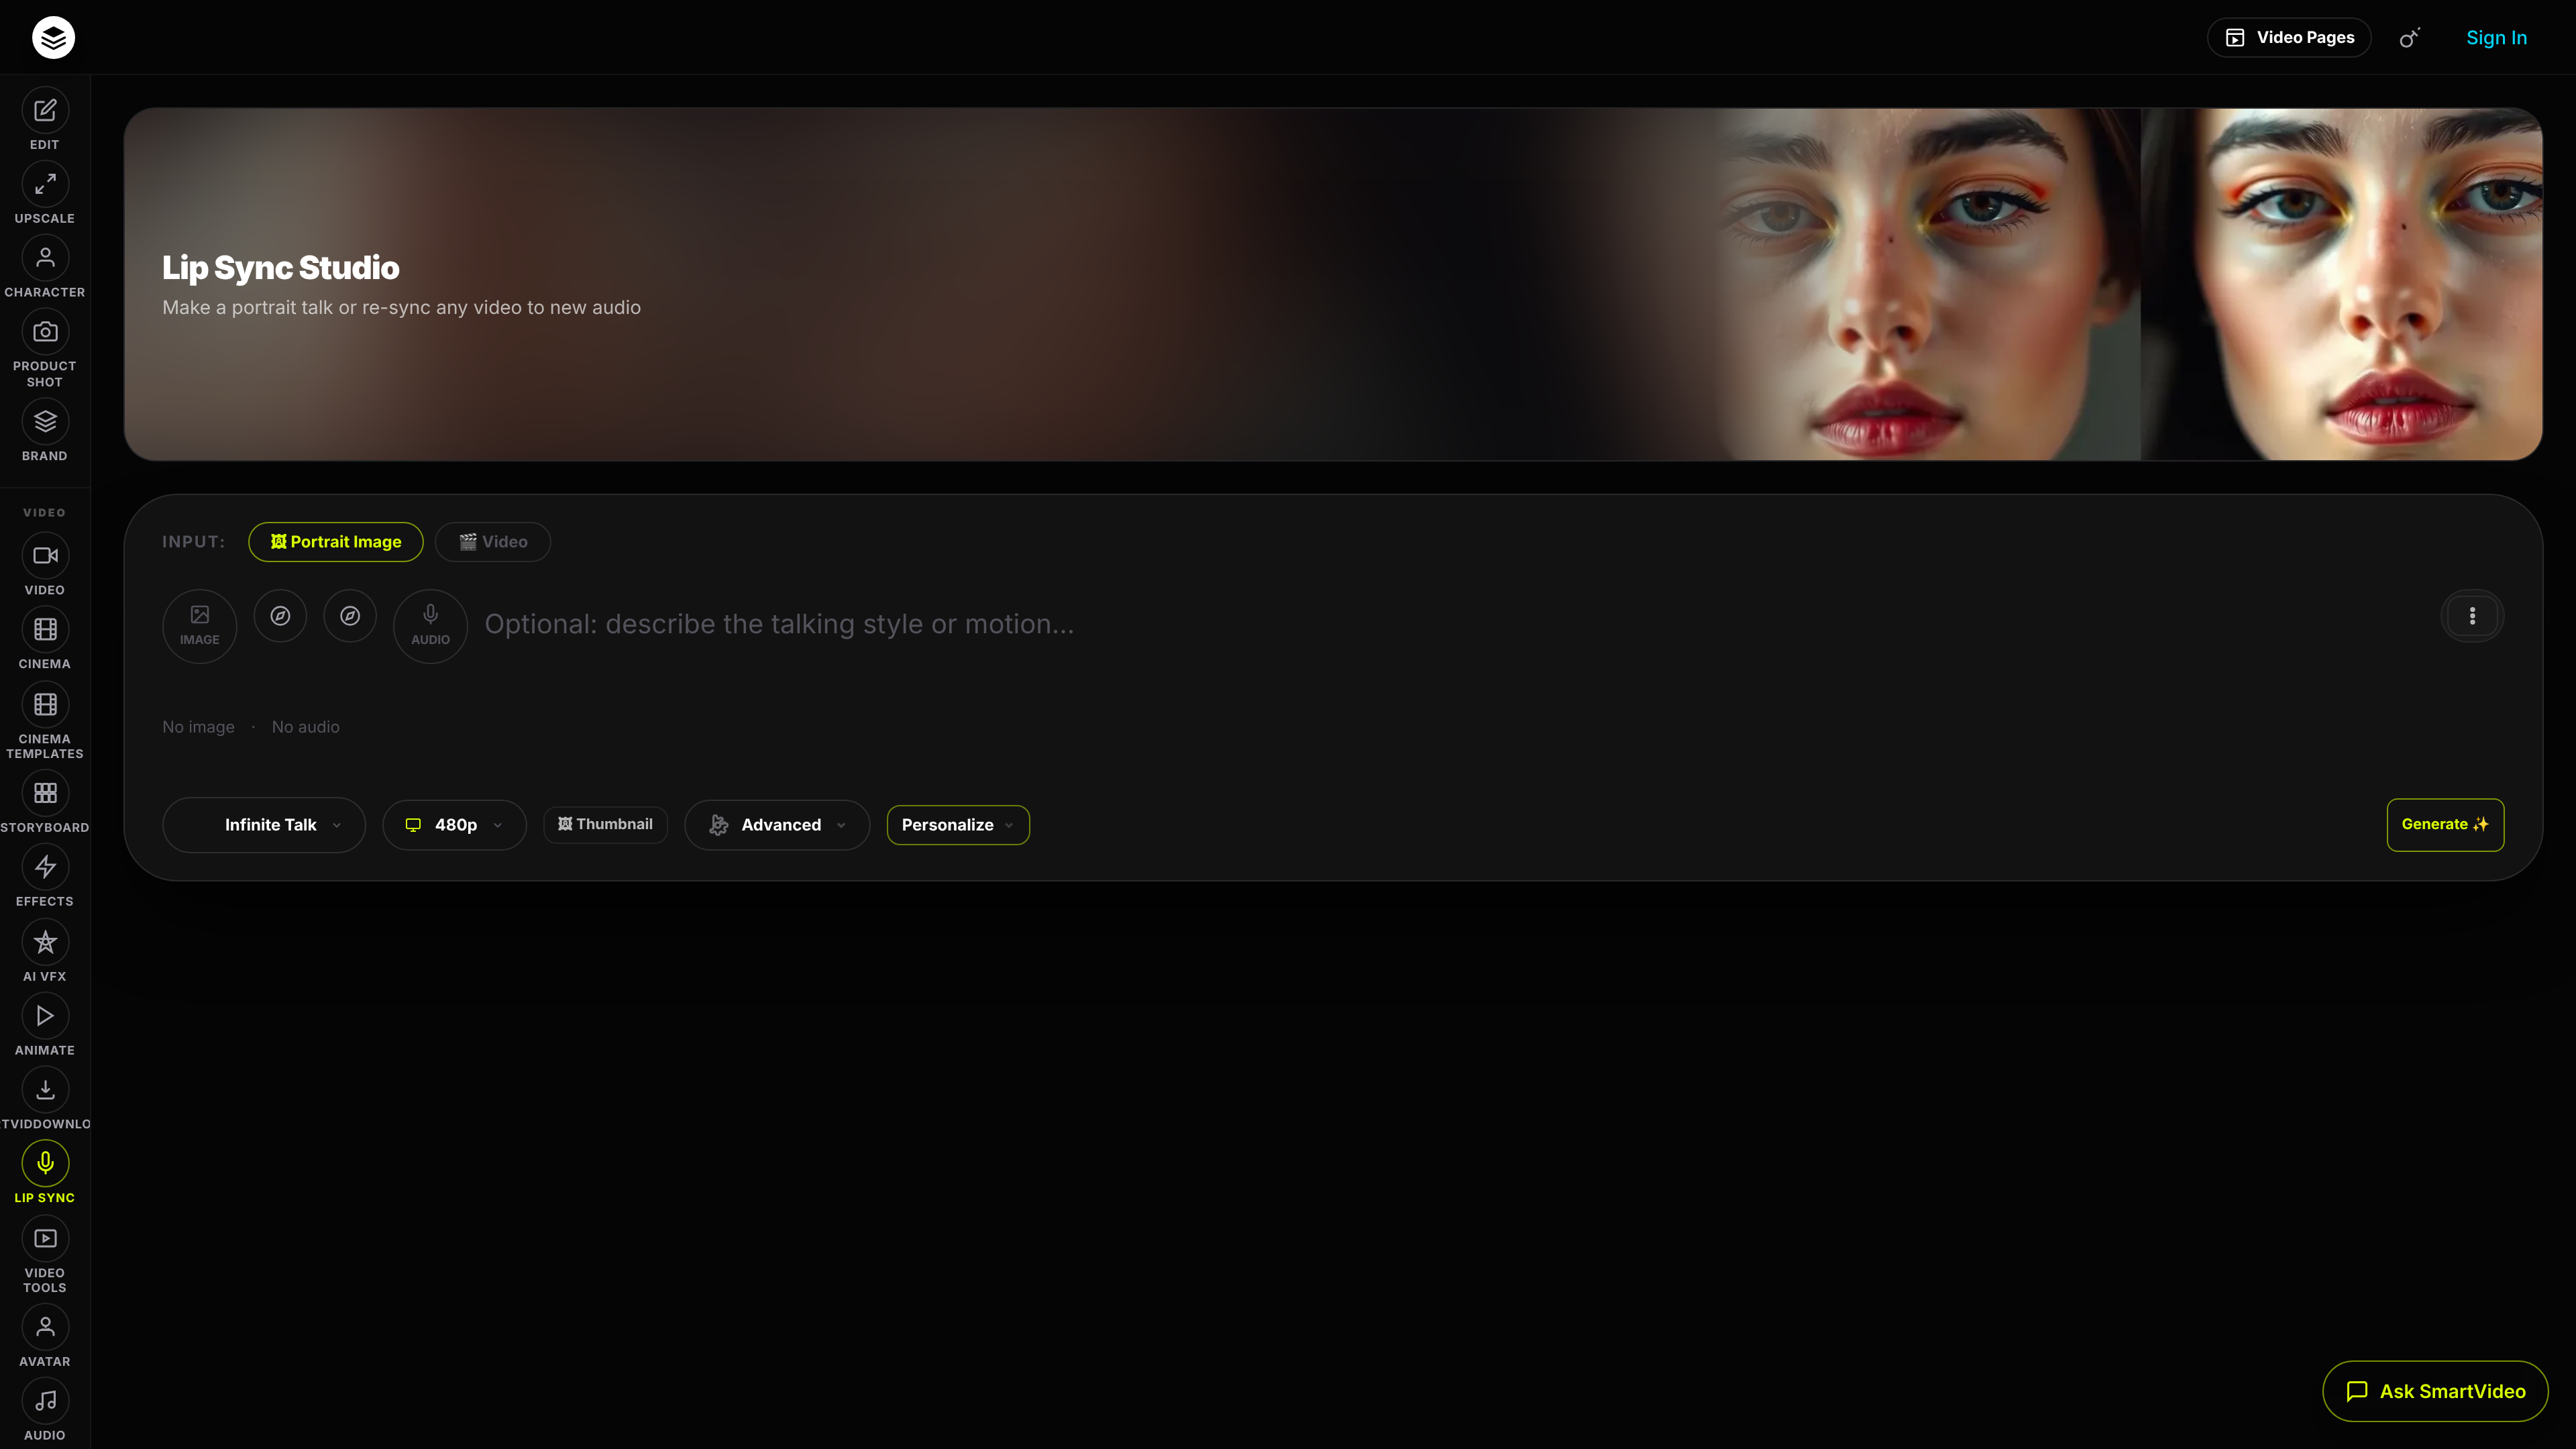 Video Pages
Sign In
EDIT
UPSCALE
CHARACTER
PRODUCT
SHOT
BRAND
VIDEO
VIDEO
CINEMA
CINEMA
TEMPLATES
STORYBOARD
EFFECTS
AI VFX
ANIMATE
TVIDDOWNLO
LIP SYNC
VIDEO
TOOLS
AVATAR
AUDIO
Lip Sync Studio
Make a portrait talk or re-sync any video to new audio
INPUT: Portrait Image Video
IMAGE AUDIO Optional: describe the talking style or motion...
No image · No audio
Infinite Talk 480p Thumbnail Advanced Personalize Generate ✨
Ask SmartVideo